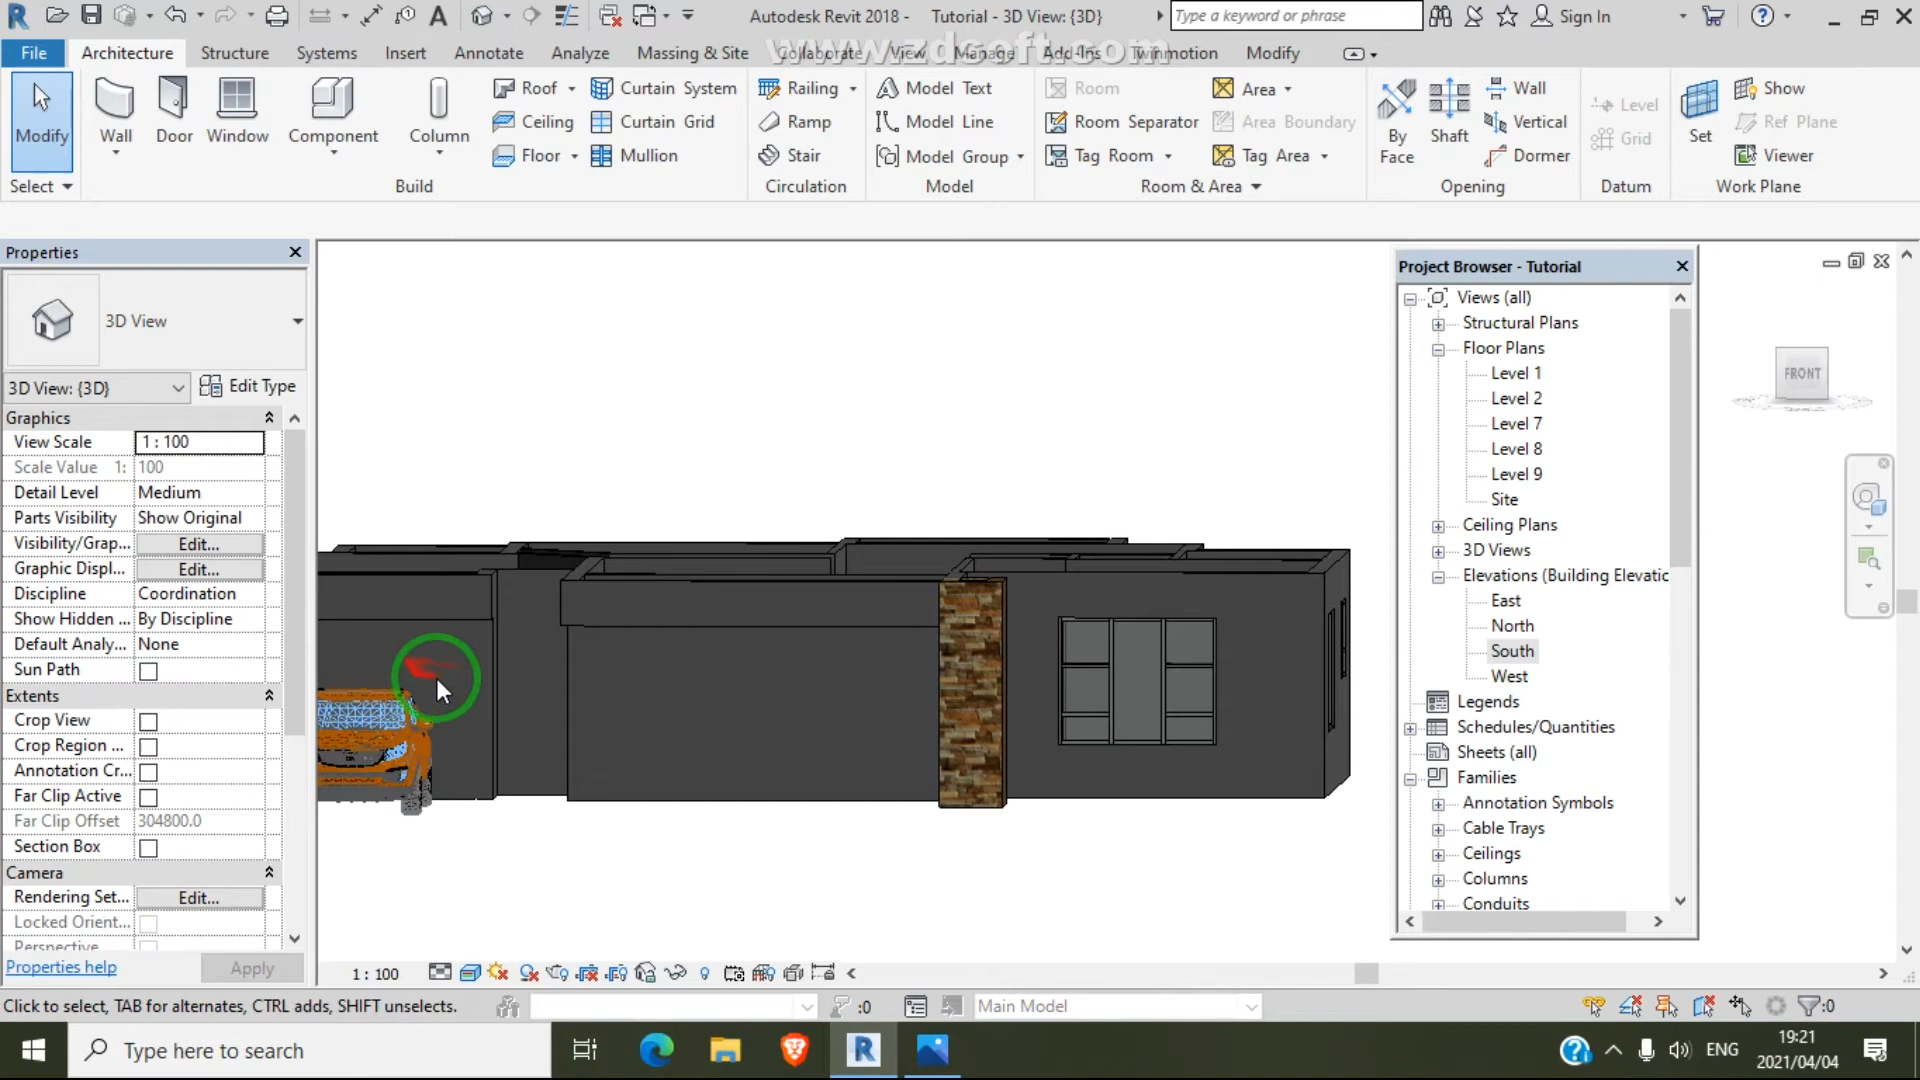 Autodesk Revit 2018 - Tutorial - 3D View: {3D}
Type a keyword or phrase
Sign In
File Architecture Structure Systems Insert Annotate Analyze Massing & Site Collaborate View Manage Add-Ins Twinmotion Modify
www.zdsoft.com
Modify
Select
Wall
Door
Window
Component
Column
Roof
Ceiling
Floor
Curtain System
Curtain Grid
Mullion
Build
Railing
Ramp
Stair
Circulation
Model Text
Model Line
Model Group
Model
Room
Room Separator
Tag Room
Area
Area Boundary
Tag Area
Room & Area
By Face
Shaft
Wall
Vertical
Dormer
Opening
Level
Grid
Datum
Set
Show
Ref Plane
Viewer
Work Plane
Properties
3D View
3D View: {3D}
Edit Type
Graphics
View Scale 1 : 100
Scale Value 1: 100
Detail Level Medium
Parts Visibility Show Original
Visibility/Grap... Edit...
Graphic Displ... Edit...
Discipline Coordination
Show Hidden ... By Discipline
Default Analy... None
Sun Path
Extents
Crop View
Crop Region ...
Annotation Cr...
Far Clip Active
Far Clip Offset 304800.0
Section Box
Camera
Rendering Set... Edit...
Locked Orient...
Perspective
Properties help
Apply
Project Browser - Tutorial
Views (all)
Structural Plans
Floor Plans
Level 1
Level 2
Level 7
Level 8
Level 9
Site
Ceiling Plans
3D Views
Elevations (Building Elevatic
East
North
South
West
Legends
Schedules/Quantities
Sheets (all)
Families
Annotation Symbols
Cable Trays
Ceilings
Columns
Conduits
FRONT
1 : 100
Click to select, TAB for alternates, CTRL adds, SHIFT unselects.
:0
Main Model
:0
Type here to search
ENG
19:21
2021/04/04